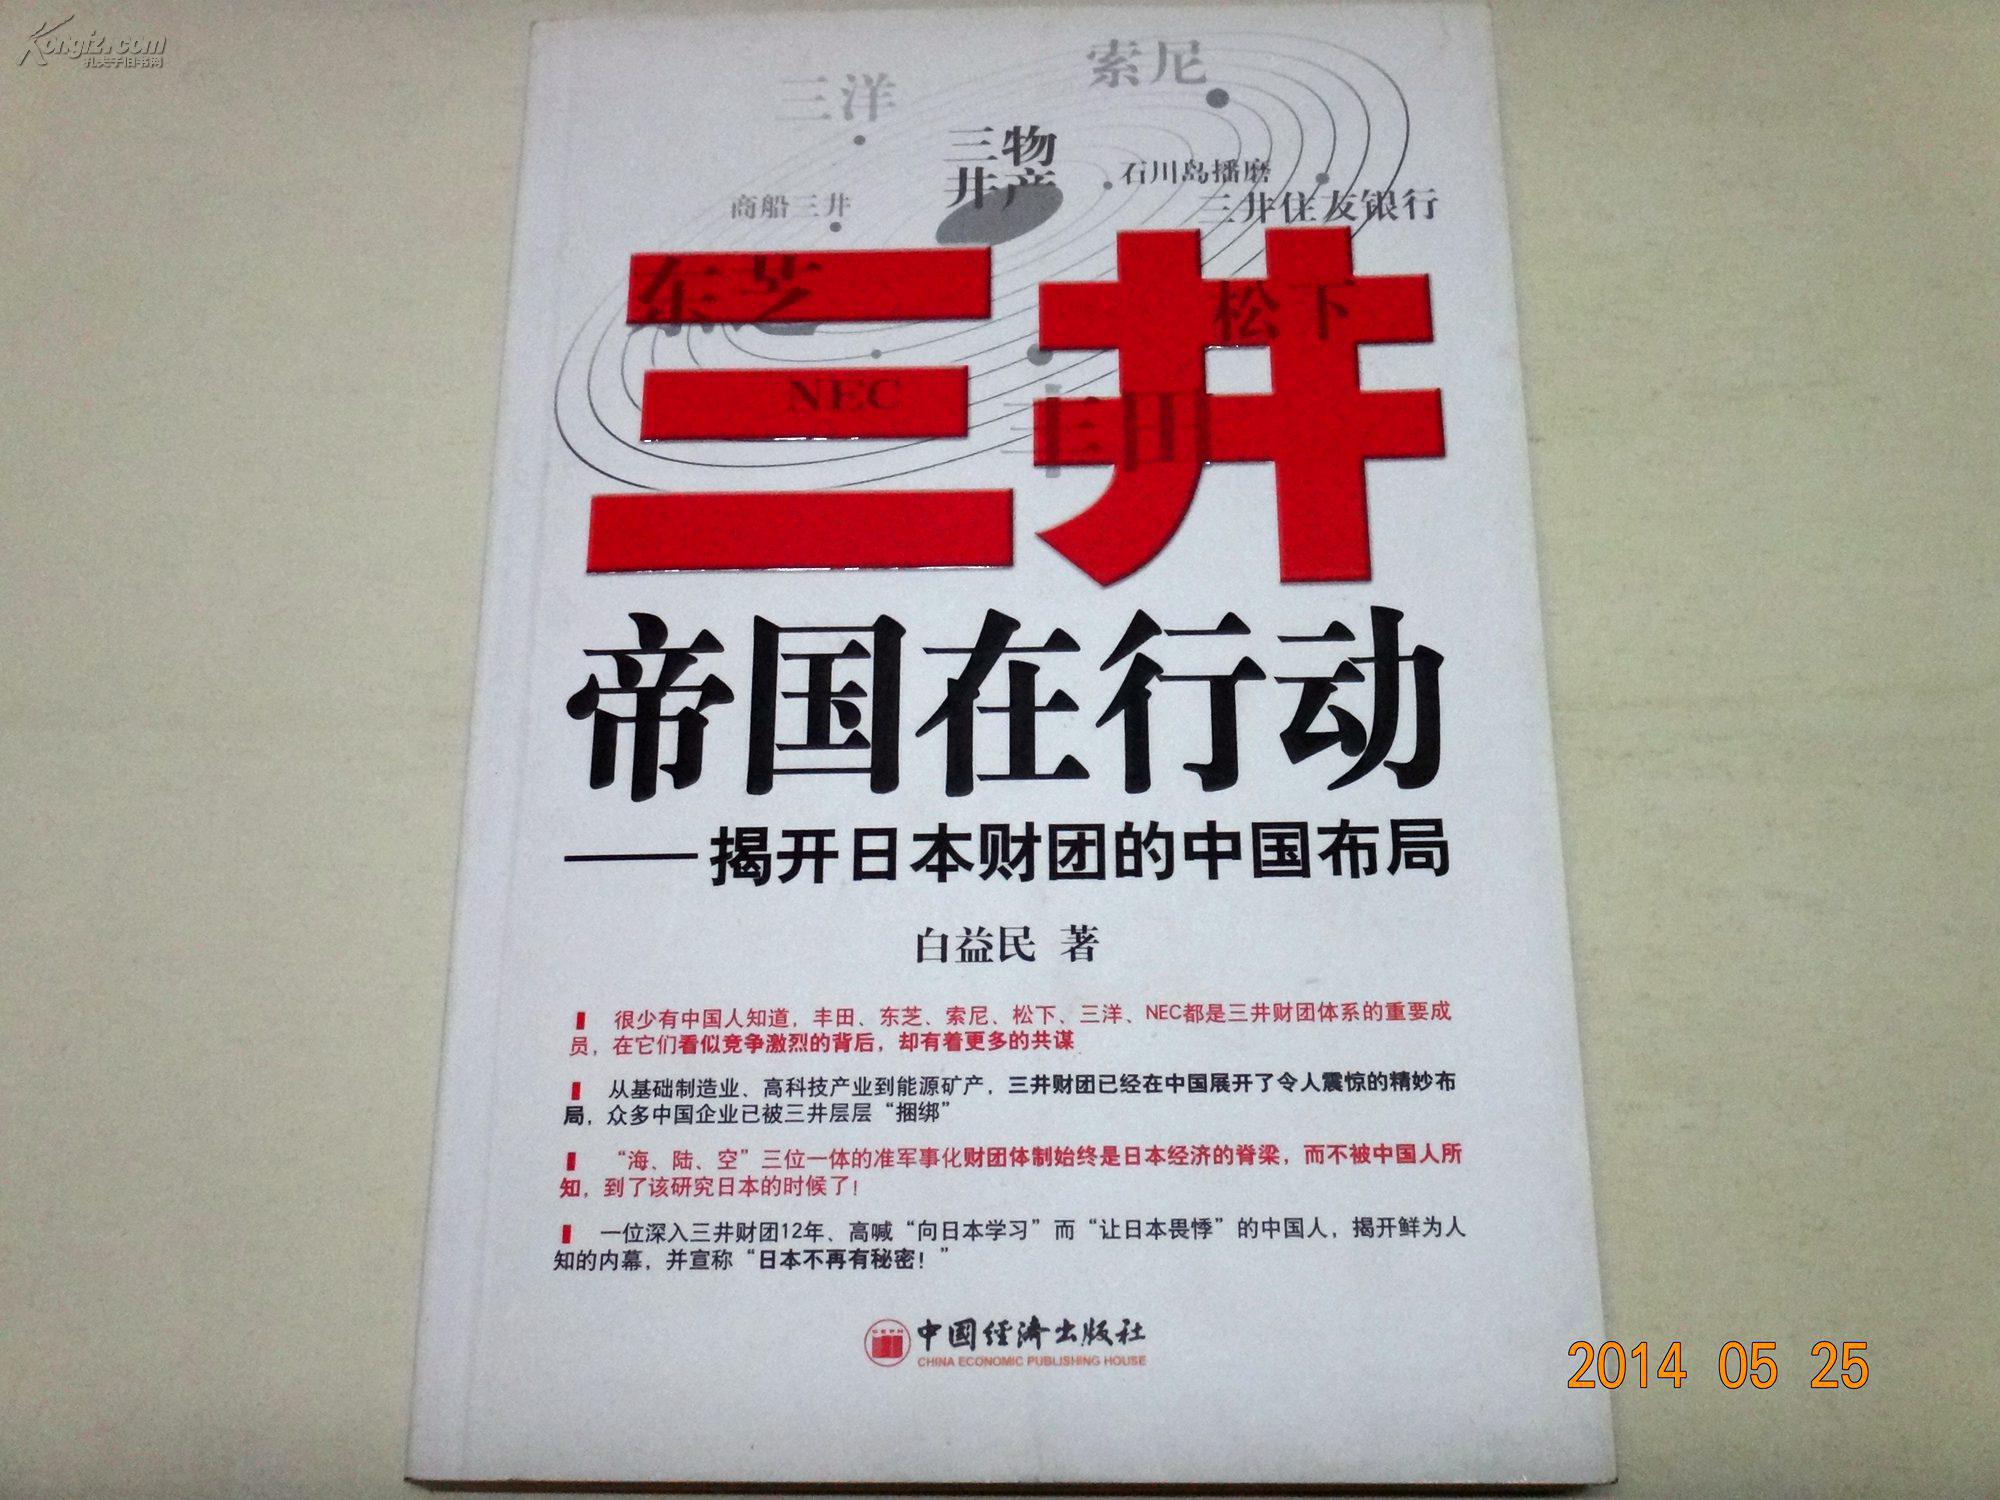 Kongfz.com
孔夫子旧书网
索尼
三洋
三井物产
石川岛播磨
商船三井
三井住友银行
东芝
松下
NEC
丰田
三井
帝国在行动
——揭开日本财团的中国布局
白益民 著
很少有中国人知道，丰田、东芝、索尼、松下、三洋、NEC都是三井财团体系的重要成
员，在它们看似竞争激烈的背后，却有着更多的共谋
从基础制造业、高科技产业到能源矿产，三井财团已经在中国展开了令人震惊的精妙布
局，众多中国企业已被三井层层“捆绑”
“海、陆、空”三位一体的准军事化财团体制始终是日本经济的脊梁，而不被中国人所
知，到了该研究日本的时候了！
一位深入三井财团12年、高喊“向日本学习”而“让日本畏悸”的中国人，揭开鲜为人
知的内幕，并宣称“日本不再有秘密！”
CEPH
中国经济出版社
CHINA ECONOMIC PUBLISHING HOUSE
2014 05 25